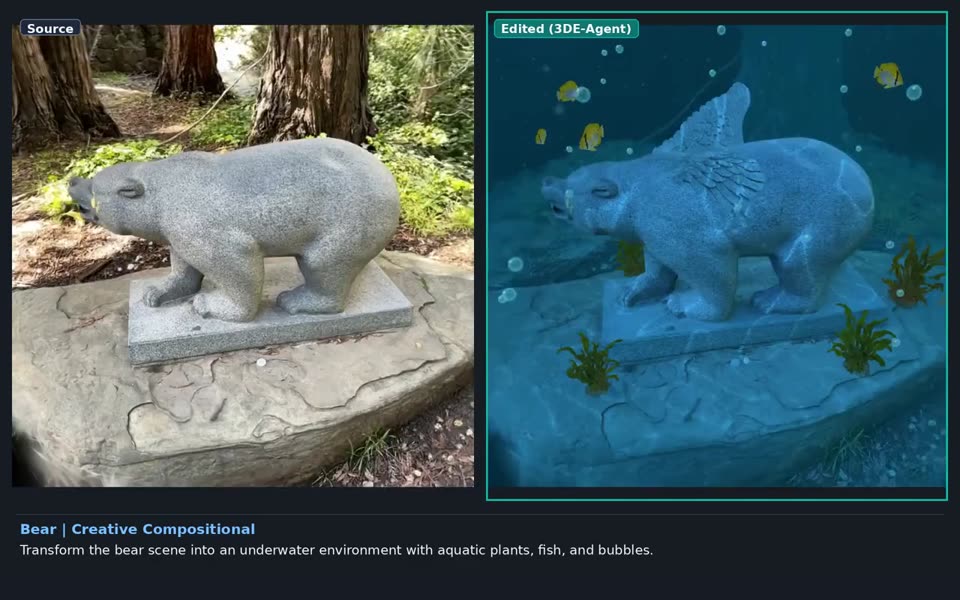 Source
Edited (3DE-Agent)
Bear | Creative Compositional
Transform the bear scene into an underwater environment with aquatic plants, fish, and bubbles.